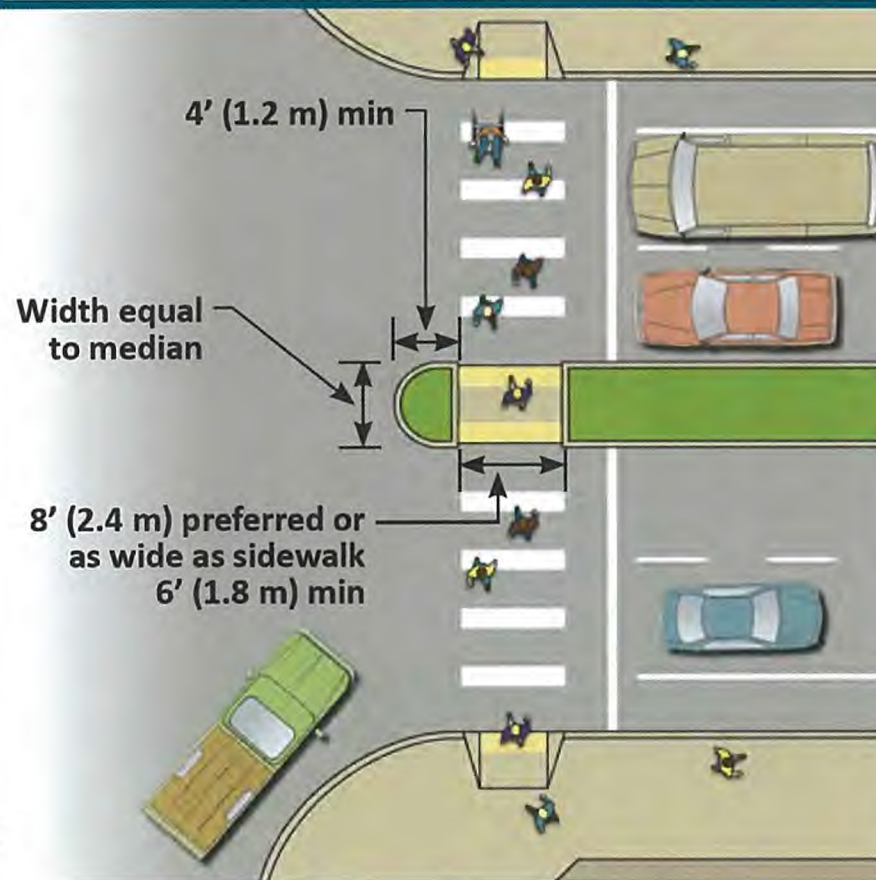 4’ (1.2 m) min
Width equal
to median
8’ (2.4 m) preferred or
as wide as sidewalk
6’ (1.8 m) min